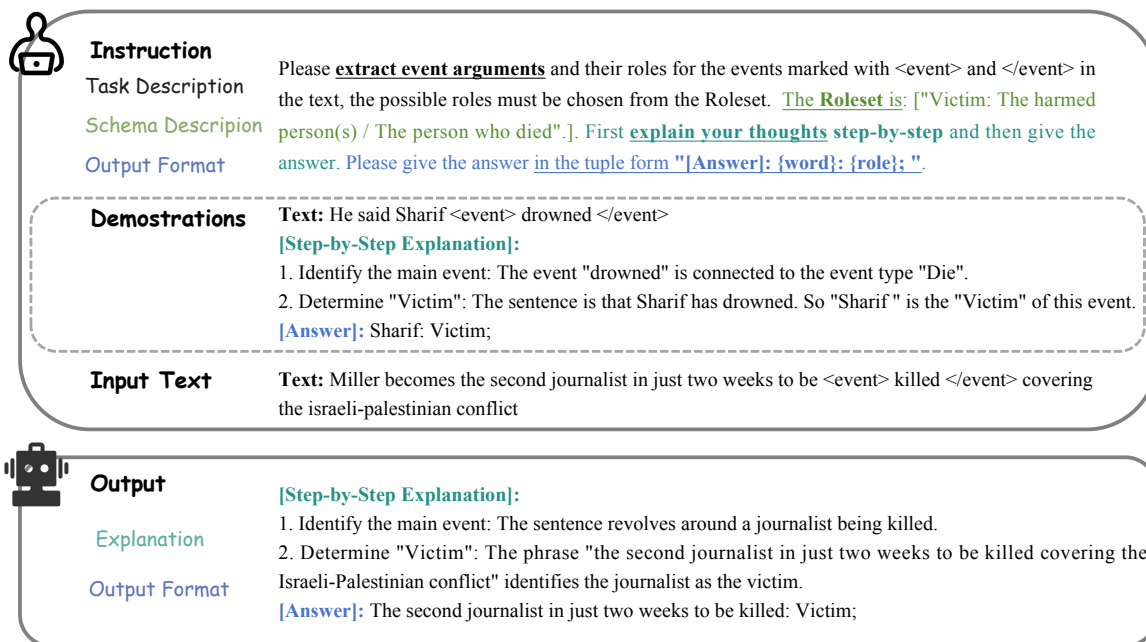 Instruction
Task Description
Schema Descripion
Output Format
Please extract event arguments and their roles for the events marked with <event> and </event> in
the text, the possible roles must be chosen from the Roleset. The Roleset is: ["Victim: The harmed
person(s) / The person who died".]. First explain your thoughts step-by-step and then give the
answer. Please give the answer in the tuple form "[Answer]: {word}: {role}; ".
Demostrations
Text: He said Sharif <event> drowned </event>
[Step-by-Step Explanation]:
1. Identify the main event: The event "drowned" is connected to the event type "Die".
2. Determine "Victim": The sentence is that Sharif has drowned. So "Sharif " is the "Victim" of this event.
[Answer]: Sharif: Victim;
Input Text
Text: Miller becomes the second journalist in just two weeks to be <event> killed </event> covering
the israeli-palestinian conflict
Output
Explanation
Output Format
[Step-by-Step Explanation]:
1. Identify the main event: The sentence revolves around a journalist being killed.
2. Determine "Victim": The phrase "the second journalist in just two weeks to be killed covering the
Israeli-Palestinian conflict" identifies the journalist as the victim.
[Answer]: The second journalist in just two weeks to be killed: Victim;